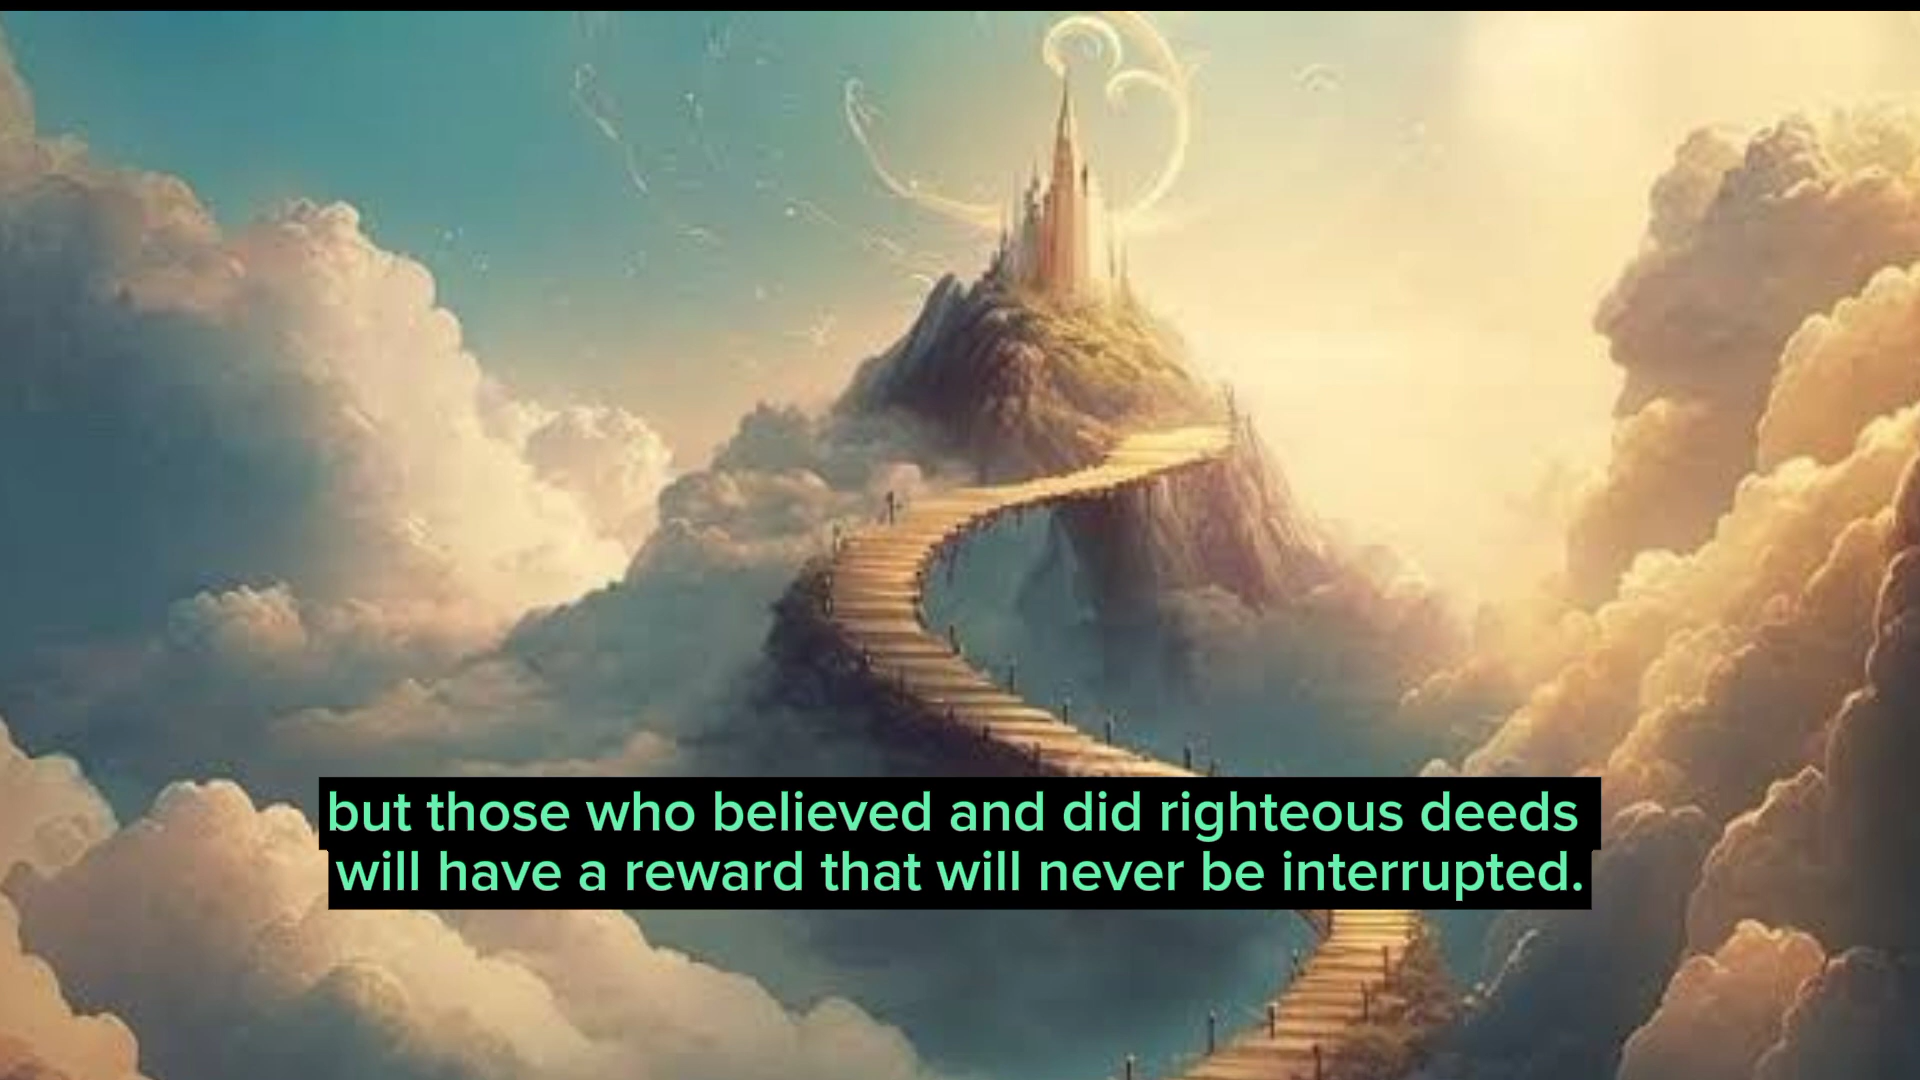 but those who believed and did righteous deeds
will have a reward that will never be interrupted.